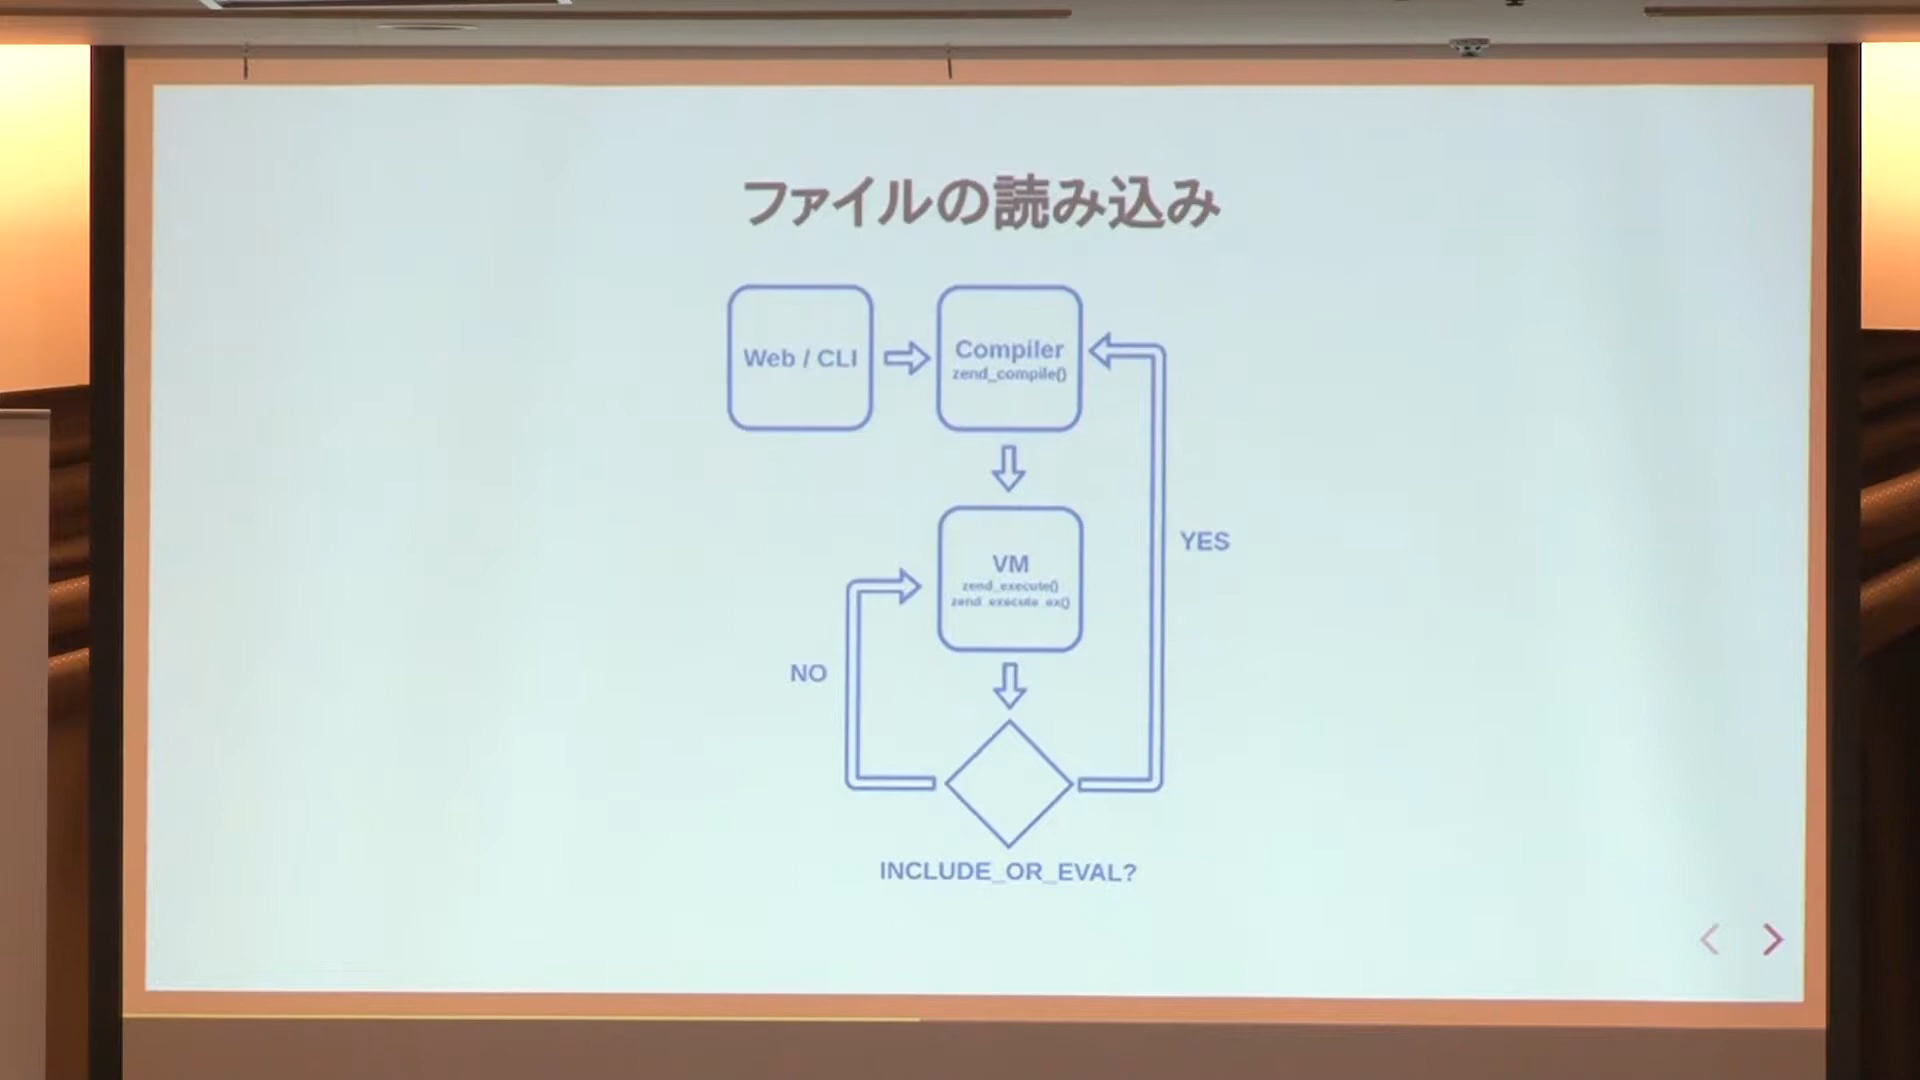 ファイルの読み込み
Web / CLI
Compiler
zend_compile()
YES
VM
zend_execute()
zend_execute_ex()
NO
INCLUDE_OR_EVAL?